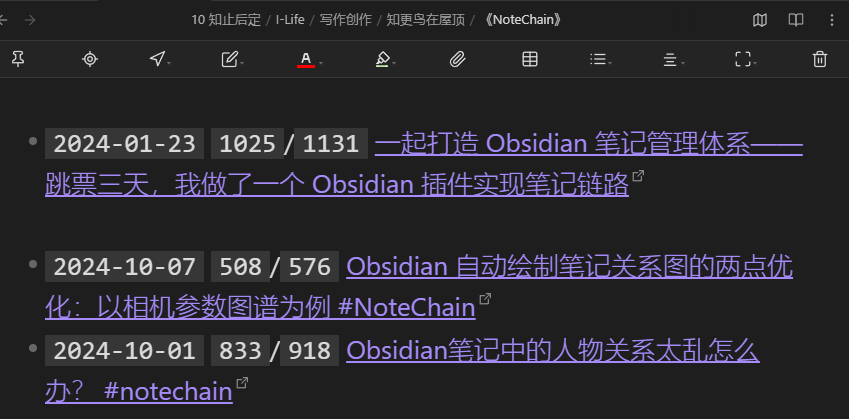 10 知止后定 / I-Life / 写作创作 / 知更鸟在屋顶 / 《NoteChain》
A
2024-01-23 1025/1131 一起打造 Obsidian 笔记管理体系——
跳票三天，我做了一个 Obsidian 插件实现笔记链路
2024-10-07 508/576 Obsidian 自动绘制笔记关系图的两点优
化：以相机参数图谱为例 #NoteChain
2024-10-01 833/918 Obsidian笔记中的人物关系太乱怎么
办？ #notechain